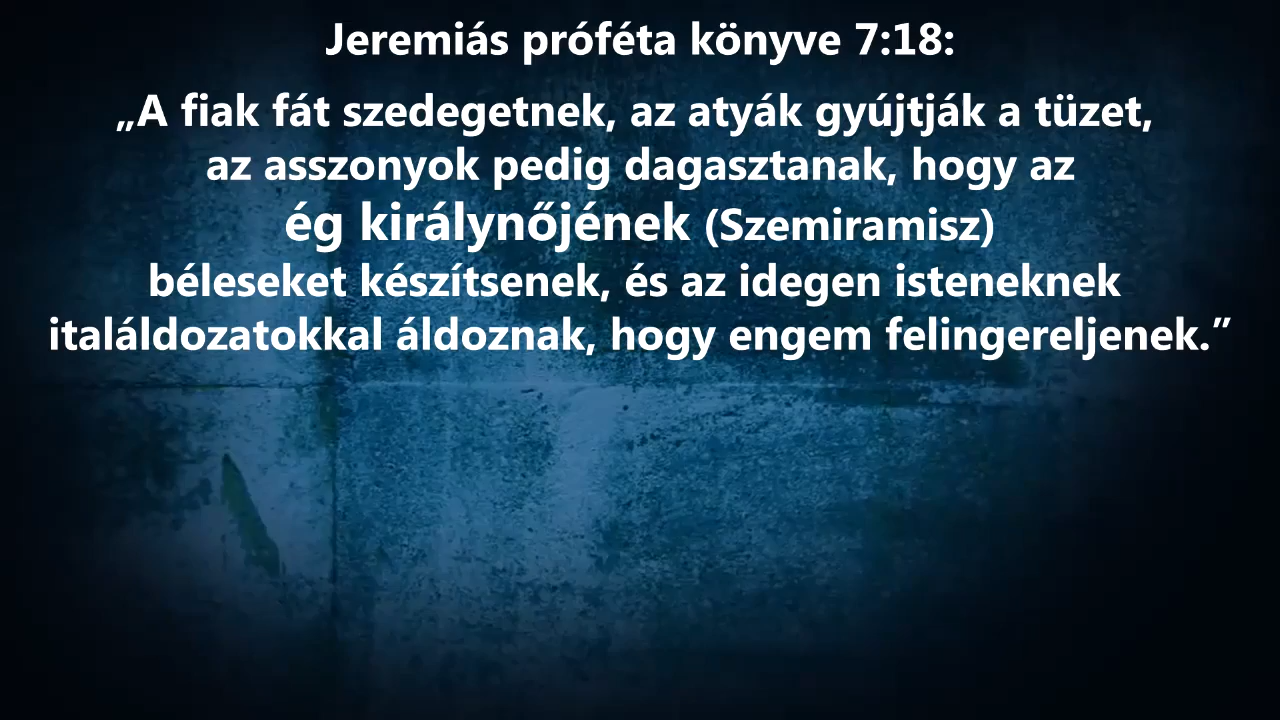 Jeremiás próféta könyve 7:18:
„A fiak fát szedegetnek, az atyák gyújtják a tüzet,
az asszonyok pedig dagasztanak, hogy az
ég királynőjének (Szemiramisz)
béleseket készítsenek, és az idegen isteneknek
italáldozatokkal áldoznak, hogy engem felingereljenek.”